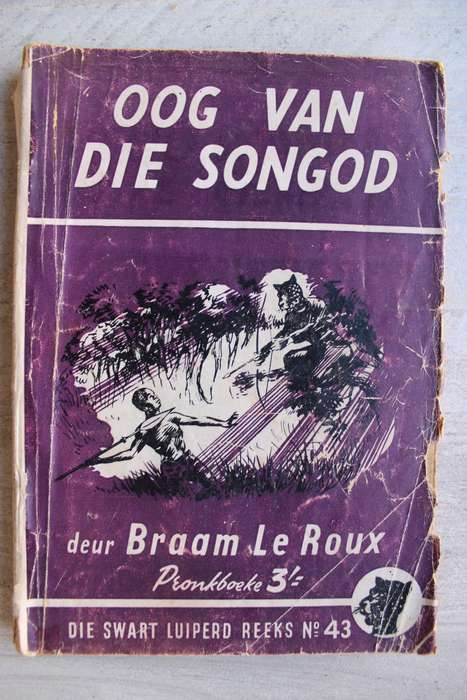 OOG VAN
DIE SONGOD
deur Braam Le Roux
Pronkboeke 3/-
DIE SWART LUIPERD REEKS No 43